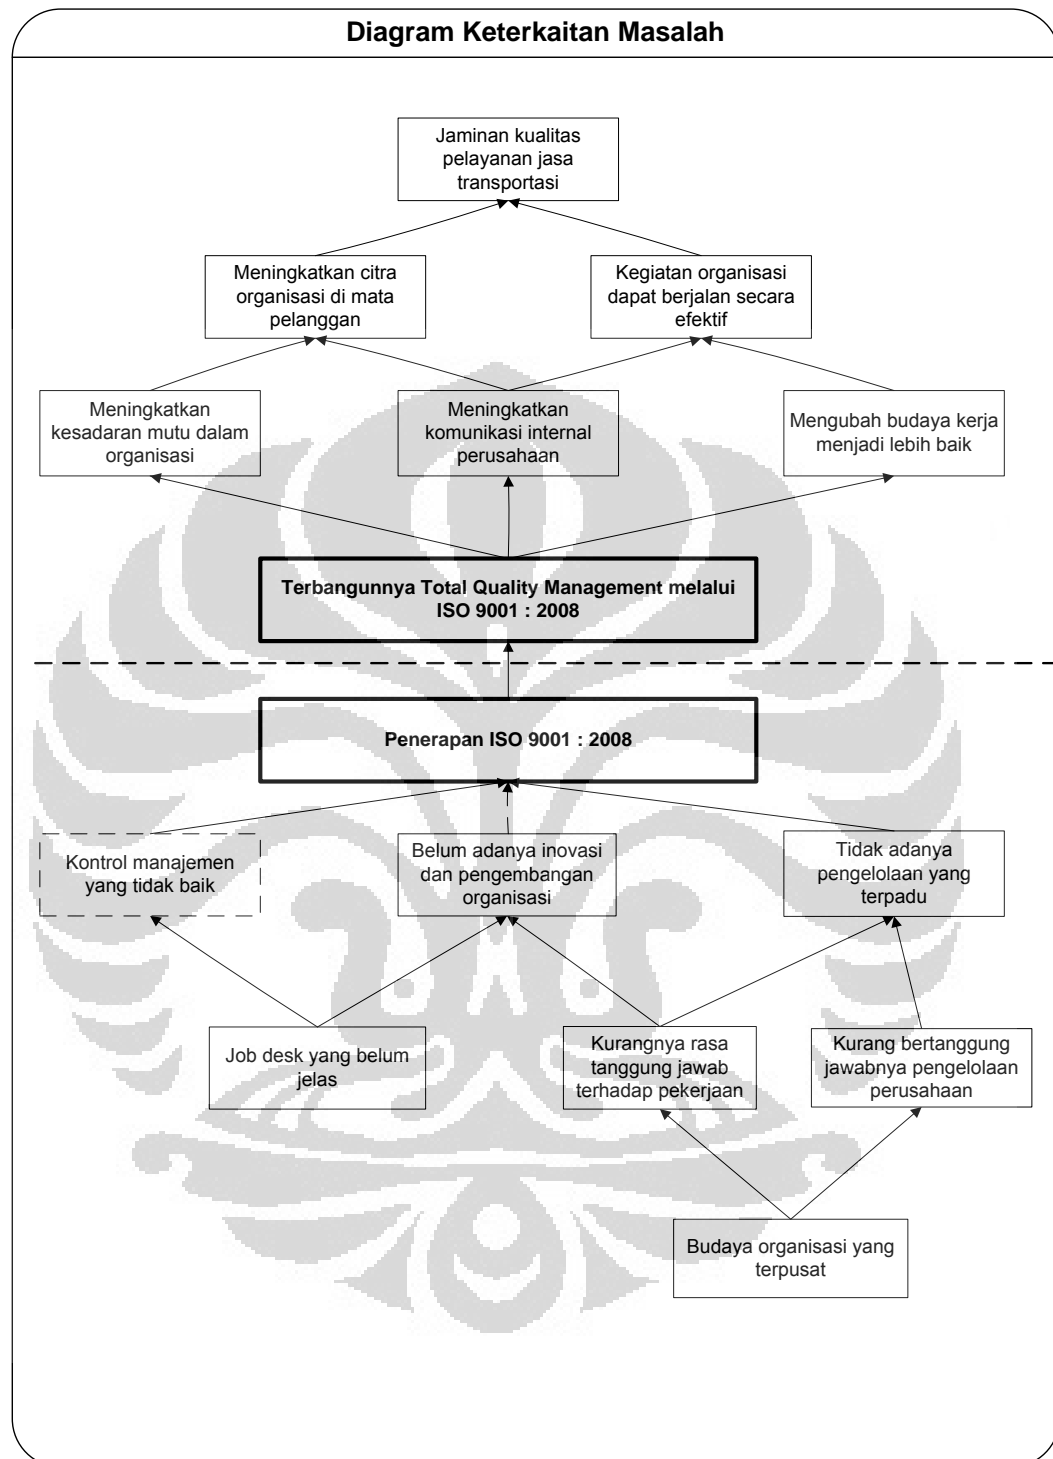 Diagram Keterkaitan Masalah
Jaminan kualitas
pelayanan jasa
transportasi
Meningkatkan citra
organisasi di mata
pelanggan
Kegiatan organisasi
dapat berjalan secara
efektif
Meningkatkan
kesadaran mutu dalam
organisasi
Meningkatkan
komunikasi internal
perusahaan
Mengubah budaya kerja
menjadi lebih baik
Terbangunnya Total Quality Management melalui
ISO 9001 : 2008
Penerapan ISO 9001 : 2008
Kontrol manajemen
yang tidak baik
Belum adanya inovasi
dan pengembangan
organisasi
Tidak adanya
pengelolaan yang
terpadu
Job desk yang belum
jelas
Kurangnya rasa
tanggung jawab
terhadap pekerjaan
Kurang bertanggung
jawabnya pengelolaan
perusahaan
Budaya organisasi yang
terpusat